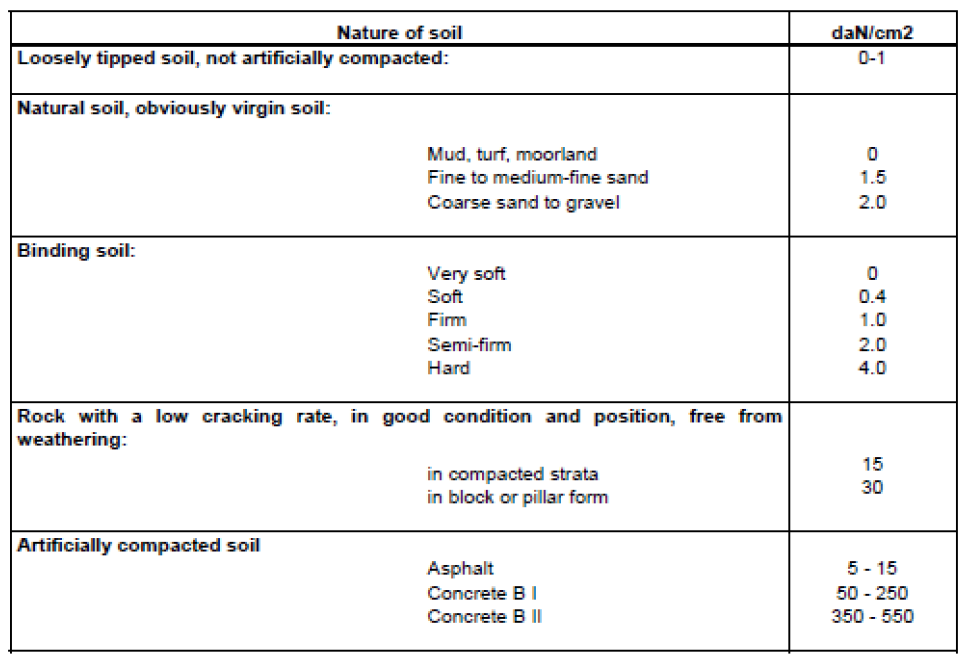 Nature of soil daN/cm2
Loosely tipped soil, not artificially compacted: 0-1
Natural soil, obviously virgin soil:
Mud, turf, moorland 0
Fine to medium-fine sand 1.5
Coarse sand to gravel 2.0
Binding soil:
Very soft 0
Soft 0.4
Firm 1.0
Semi-firm 2.0
Hard 4.0
Rock with a low cracking rate, in good condition and position, free from
weathering:
in compacted strata 15
in block or pillar form 30
Artificially compacted soil
Asphalt 5 - 15
Concrete B I 50 - 250
Concrete B II 350 - 550